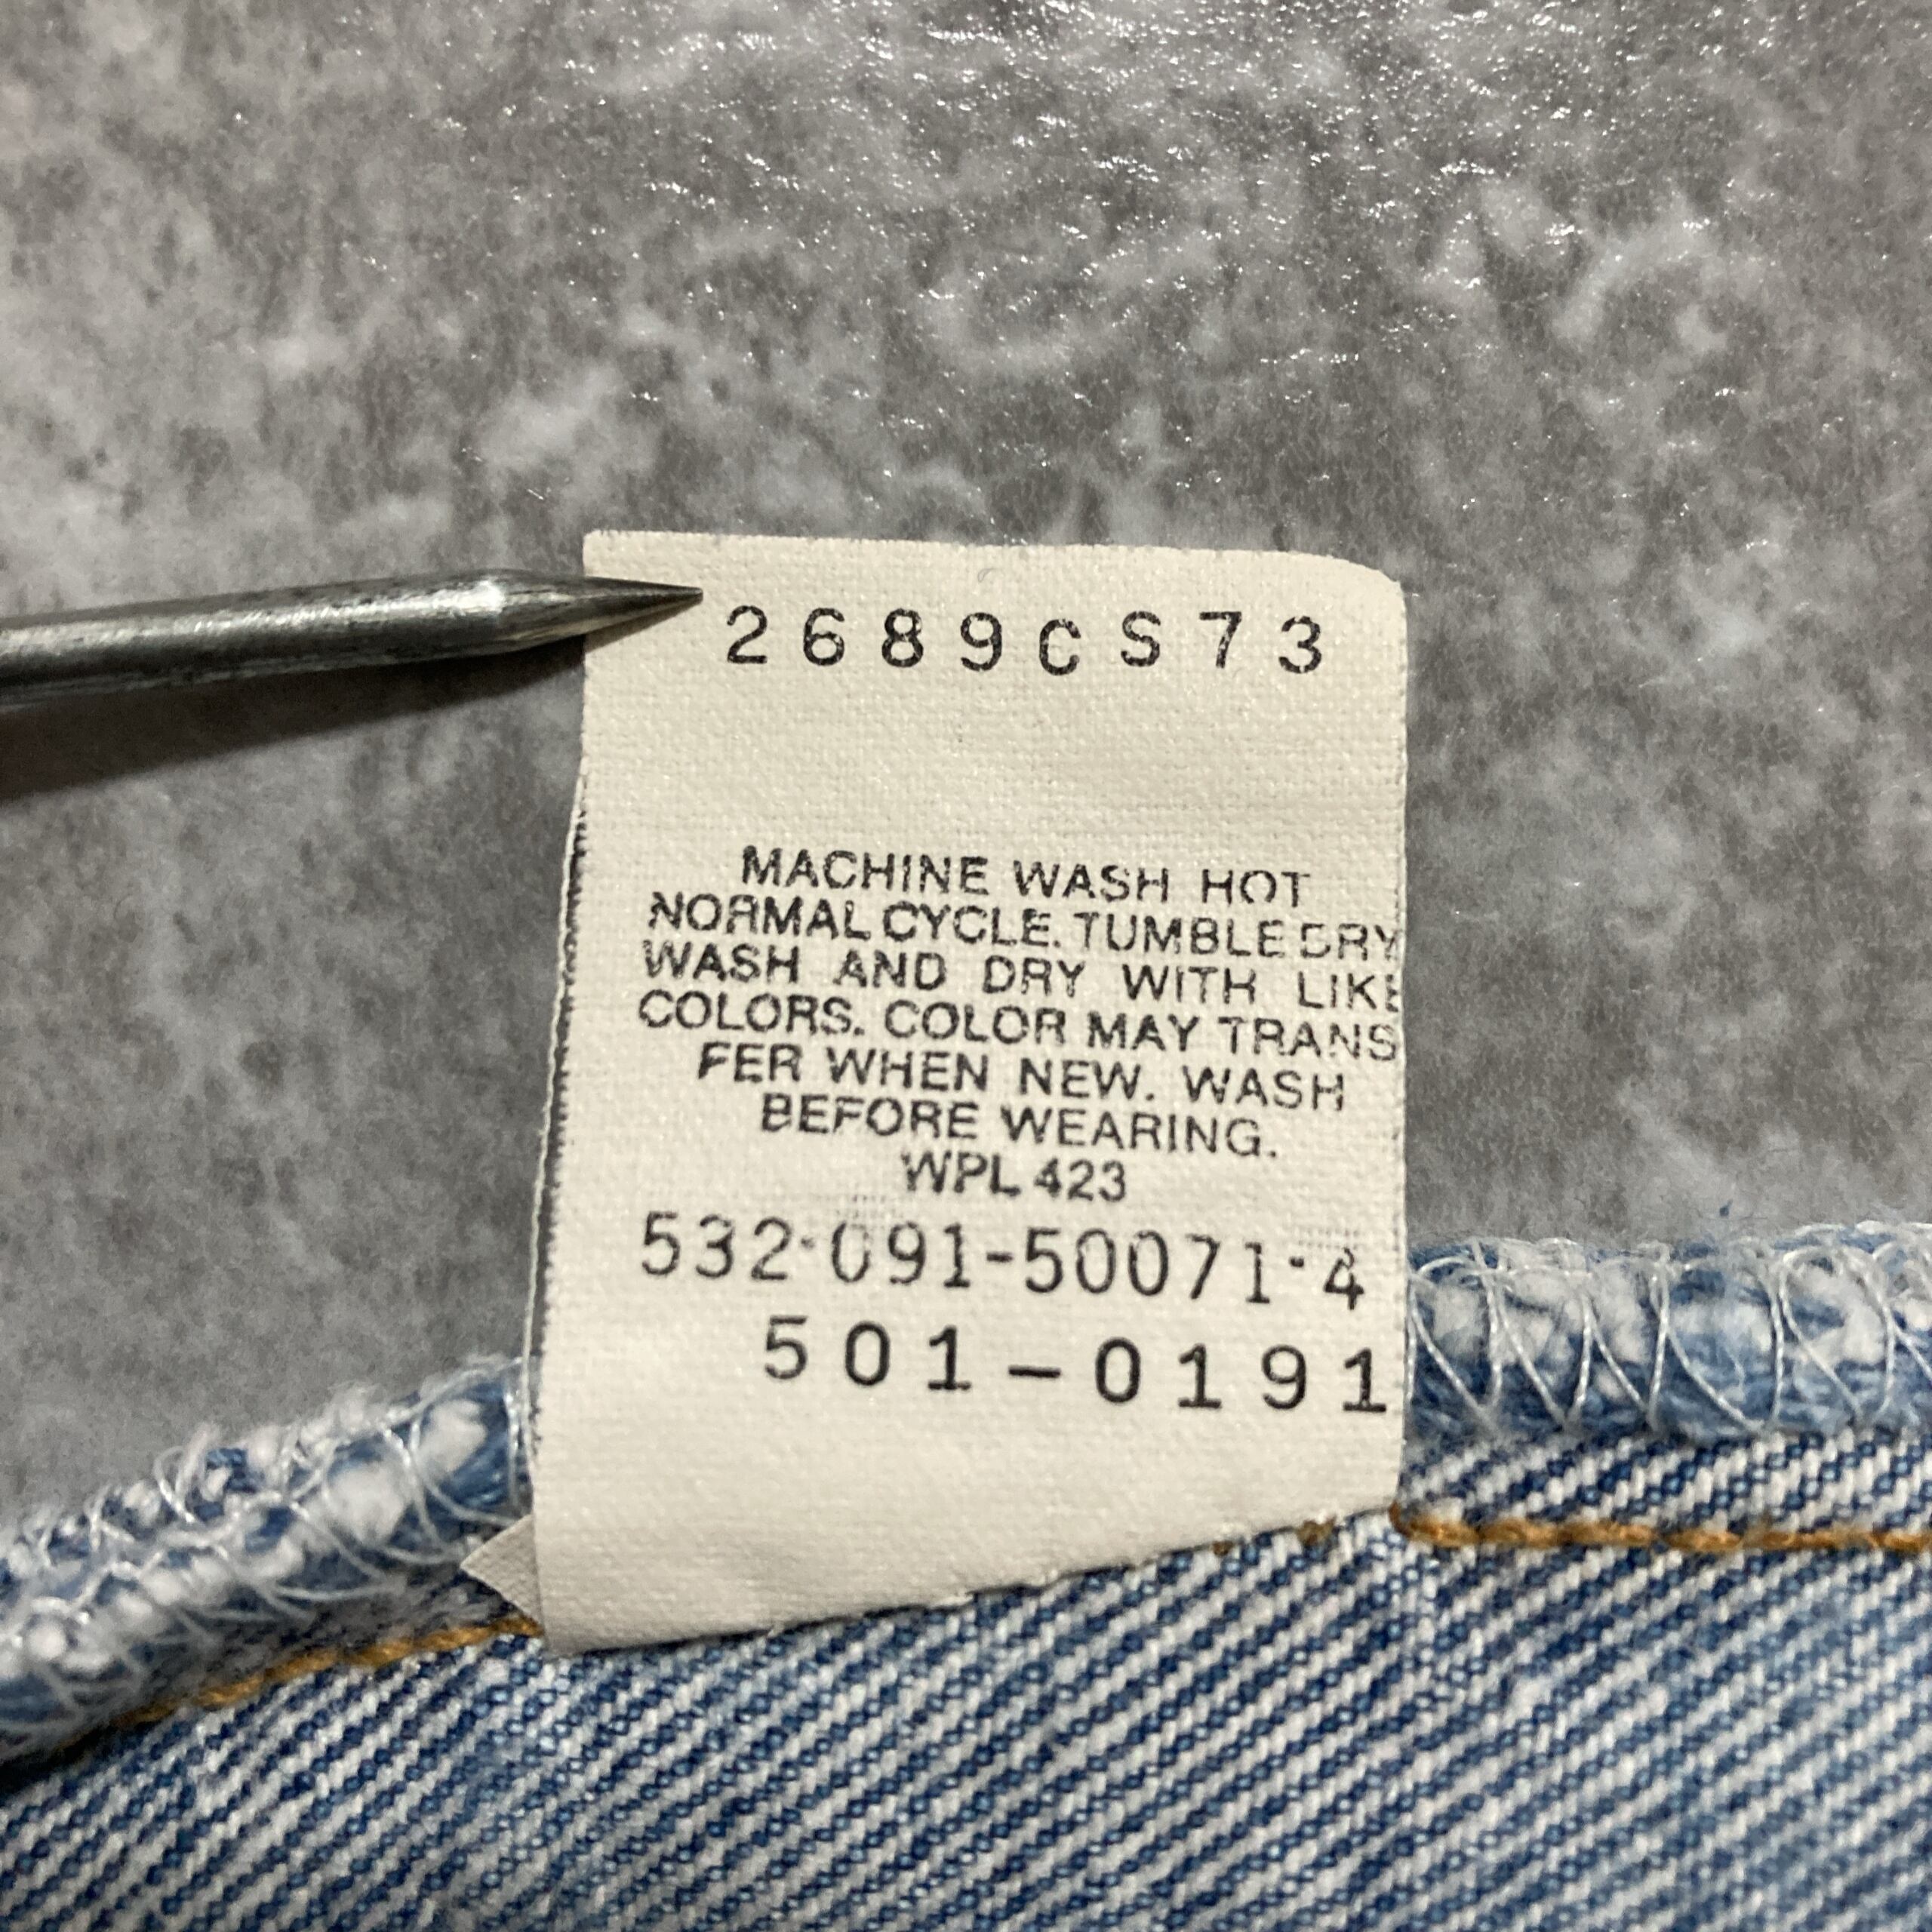 2689CS73
MACHINE WASH HOT
NORMAL CYCLE. TUMBLE DRY
WASH AND DRY WITH LIKE
COLORS. COLOR MAY TRANS
FER WHEN NEW. WASH
BEFORE WEARING.
WPL 423
532-091-50071-4
501-0191